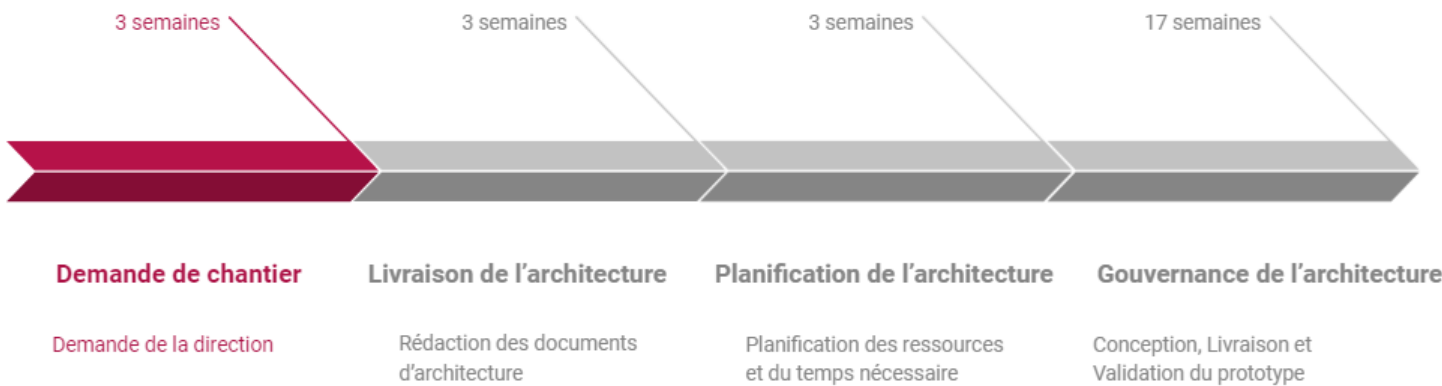 3 semaines
3 semaines
3 semaines
17 semaines
Demande de chantier
Livraison de l’architecture
Planification de l’architecture
Gouvernance de l’architecture
Demande de la direction
Rédaction des documents
d’architecture
Planification des ressources
et du temps nécessaire
Conception, Livraison et
Validation du prototype